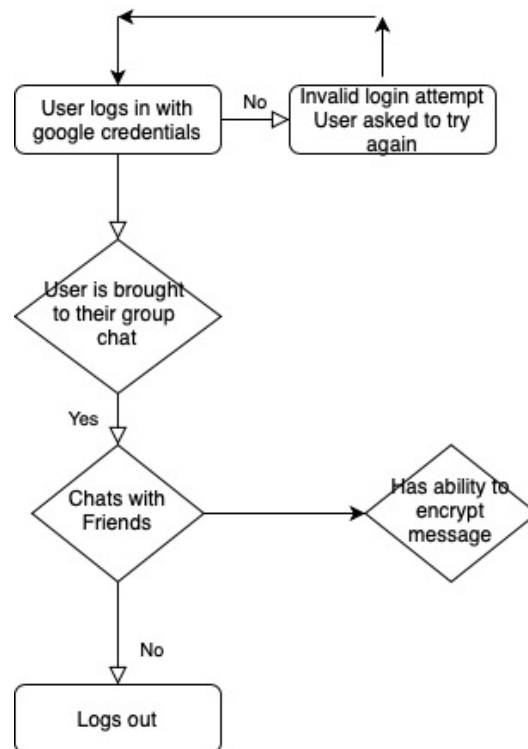 User logs in with
google credentials
No
Invalid login attempt
User asked to try
again
User is brought
to their group
chat
Yes
Chats with
Friends
Has ability to
encrypt
message
No
Logs out